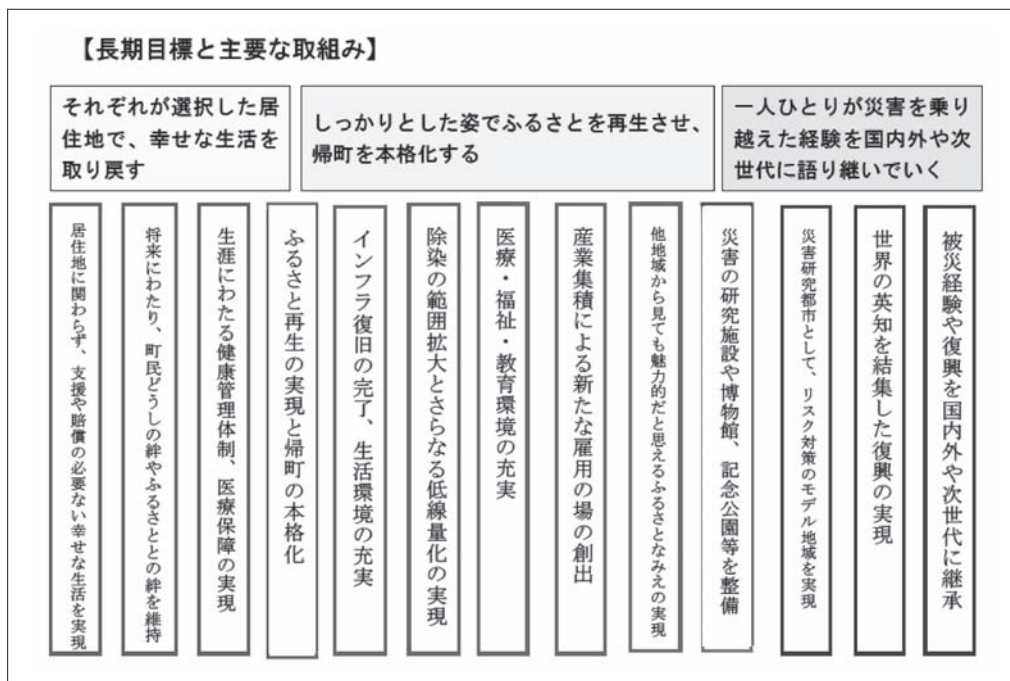 【長期目標と主要な取組み】
それぞれが選択した居
住地で、幸せな生活を
取り戻す
しっかりとした姿でふるさとを再生させ、
帰町を本格化する
一人ひとりが災害を乗り
越えた経験を国内外や次
世代に語り継いでいく
居住地に関わらず、支援や賠償の必要ない幸せな生活を実現
将来にわたり、町民どうしの絆やふるさととの絆を維持
生涯にわたる健康管理体制、医療保障の実現
ふるさと再生の実現と帰町の本格化
インフラ復旧の完了、生活環境の充実
除染の範囲拡大とさらなる低線量化の実現
医療・福祉・教育環境の充実
産業集積による新たな雇用の場の創出
他地域から見ても魅力的だと思えるふるさとなみえの実現
災害の研究施設や博物館、記念公園等を整備
災害研究都市として、リスク対策のモデル地域を実現
世界の英知を結集した復興の実現
被災経験や復興を国内外や次世代に継承